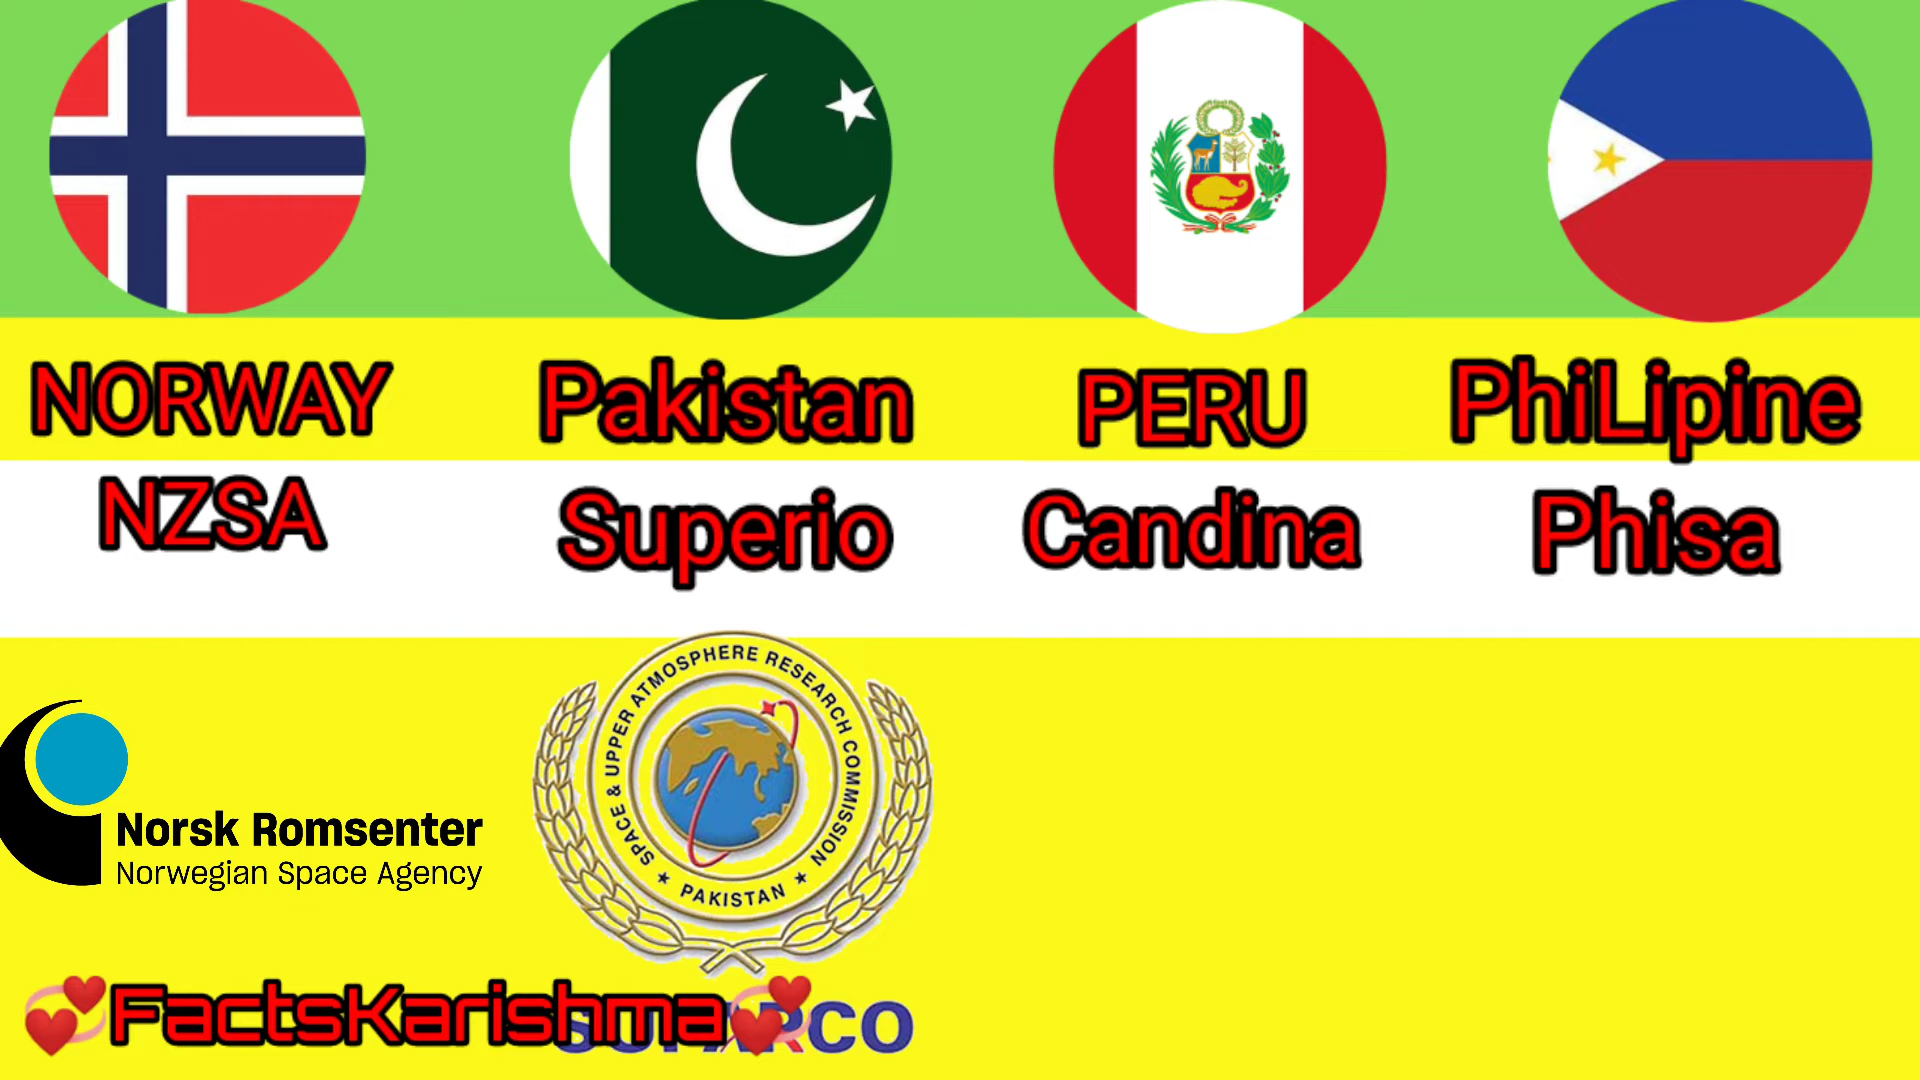 NORWAY
Pakistan
PERU
PhiLipine
NZSA
Superio
Candina
Phisa
Norsk Romsenter
Norwegian Space Agency
SPACE & UPPER ATMOSPHERE RESEARCH COMMISSION
★ PAKISTAN ★
💞FactsKarishma💞